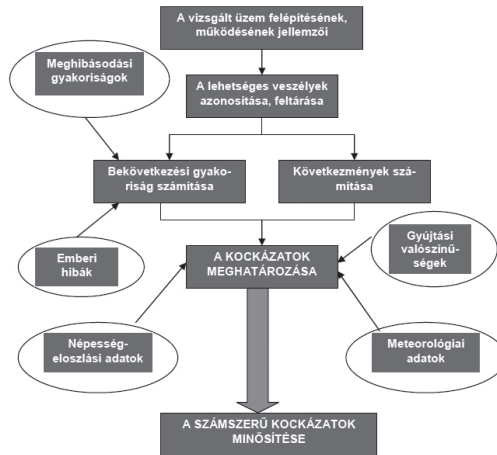 A vizsgált üzem felépítésének,
működésének jellemzői
Meghibásodási
gyakoriságok
A lehetséges veszélyek
azonosítása, feltárása
Bekövetkezési gyako-
riság számítása
Következmények szá-
mítása
Emberi
hibák
A KOCKÁZATOK
MEGHATÁROZÁSA
Gyújtási
valószínű-
ségek
Népesség-
eloszlási adatok
Meteorológiai
adatok
A SZÁMSZERŰ KOCKÁZATOK
MINŐSÍTÉSE